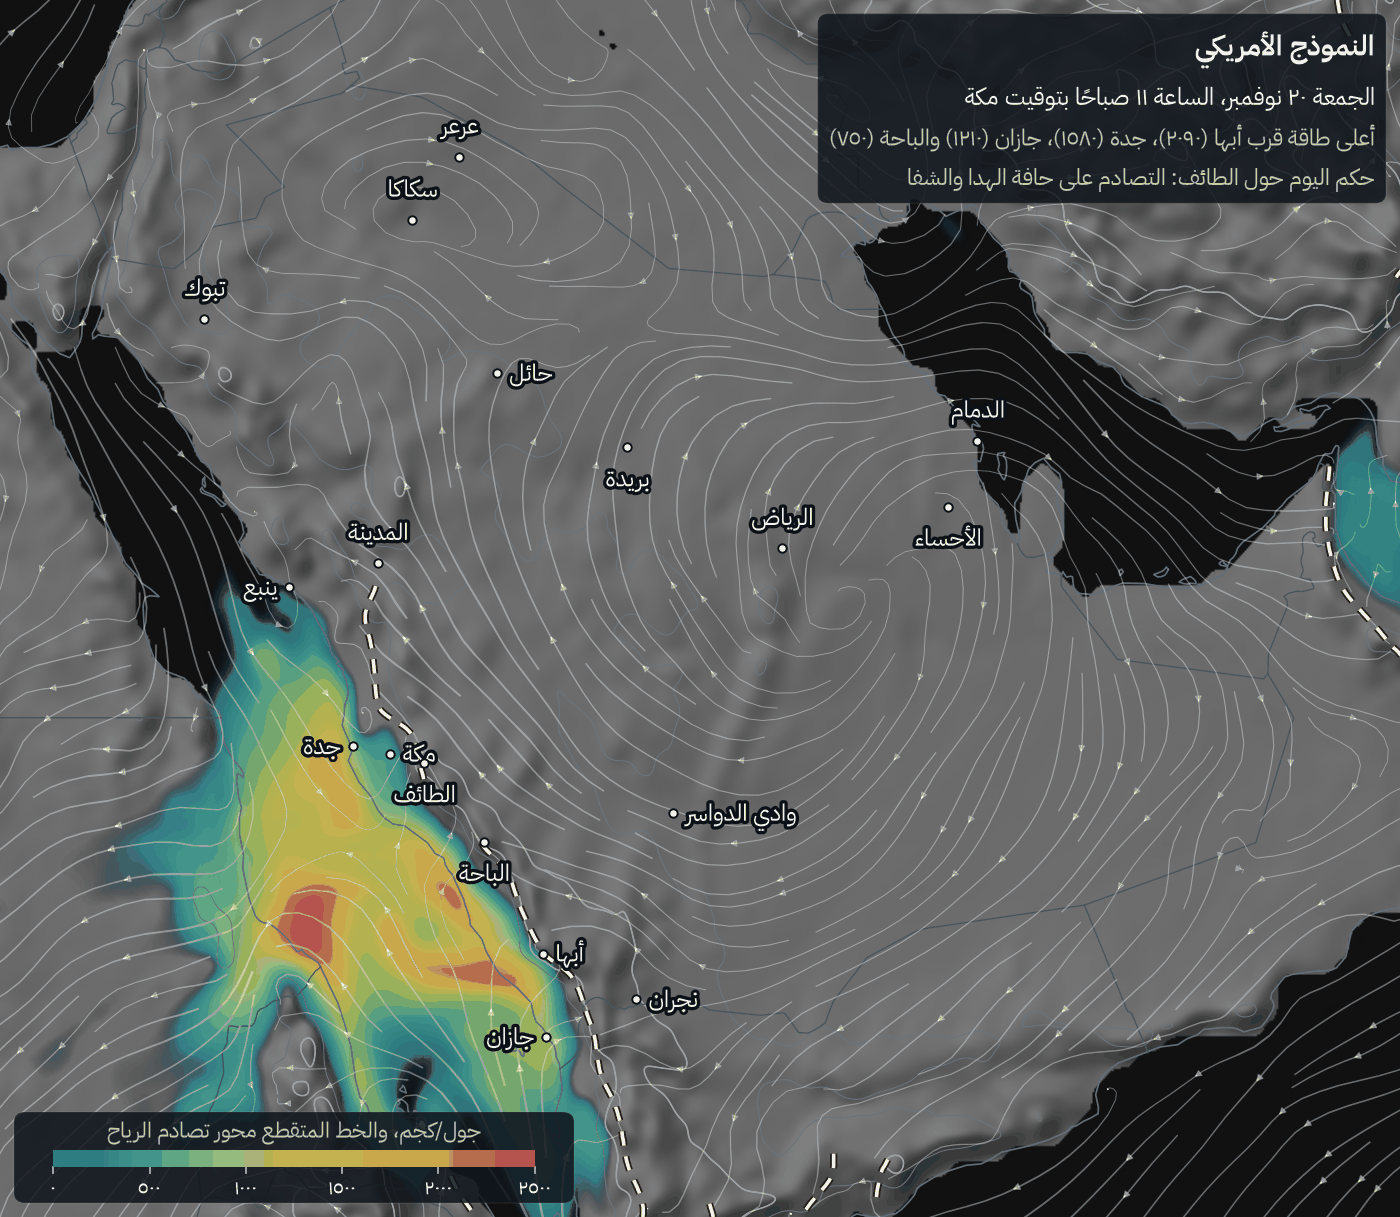 النموذج الأمريكي
الجمعة ٢٠ نوفمبر، الساعة ١١ صباحًا بتوقيت مكة
أعلى طاقة قرب أبها (٢٠٩٠)، جدة (١٥٨٠)، جازان (١٢١٠) والباحة (٧٥٠)
حكم اليوم حول الطائف: التصادم على حافة الهدا والشفا
عرعر
سكاكا
تبوك
حائل
الدمام
بريدة
الرياض
الأحساء
المدينة
ينبع
جدة
مكة
الطائف
وادي الدواسر
الباحة
أبها
نجران
جازان
جول/كجم، والخط المتقطع محور تصادم الرياح
٠ ٥٠٠ ١٠٠٠ ١٥٠٠ ٢٠٠٠ ٢٥٠٠